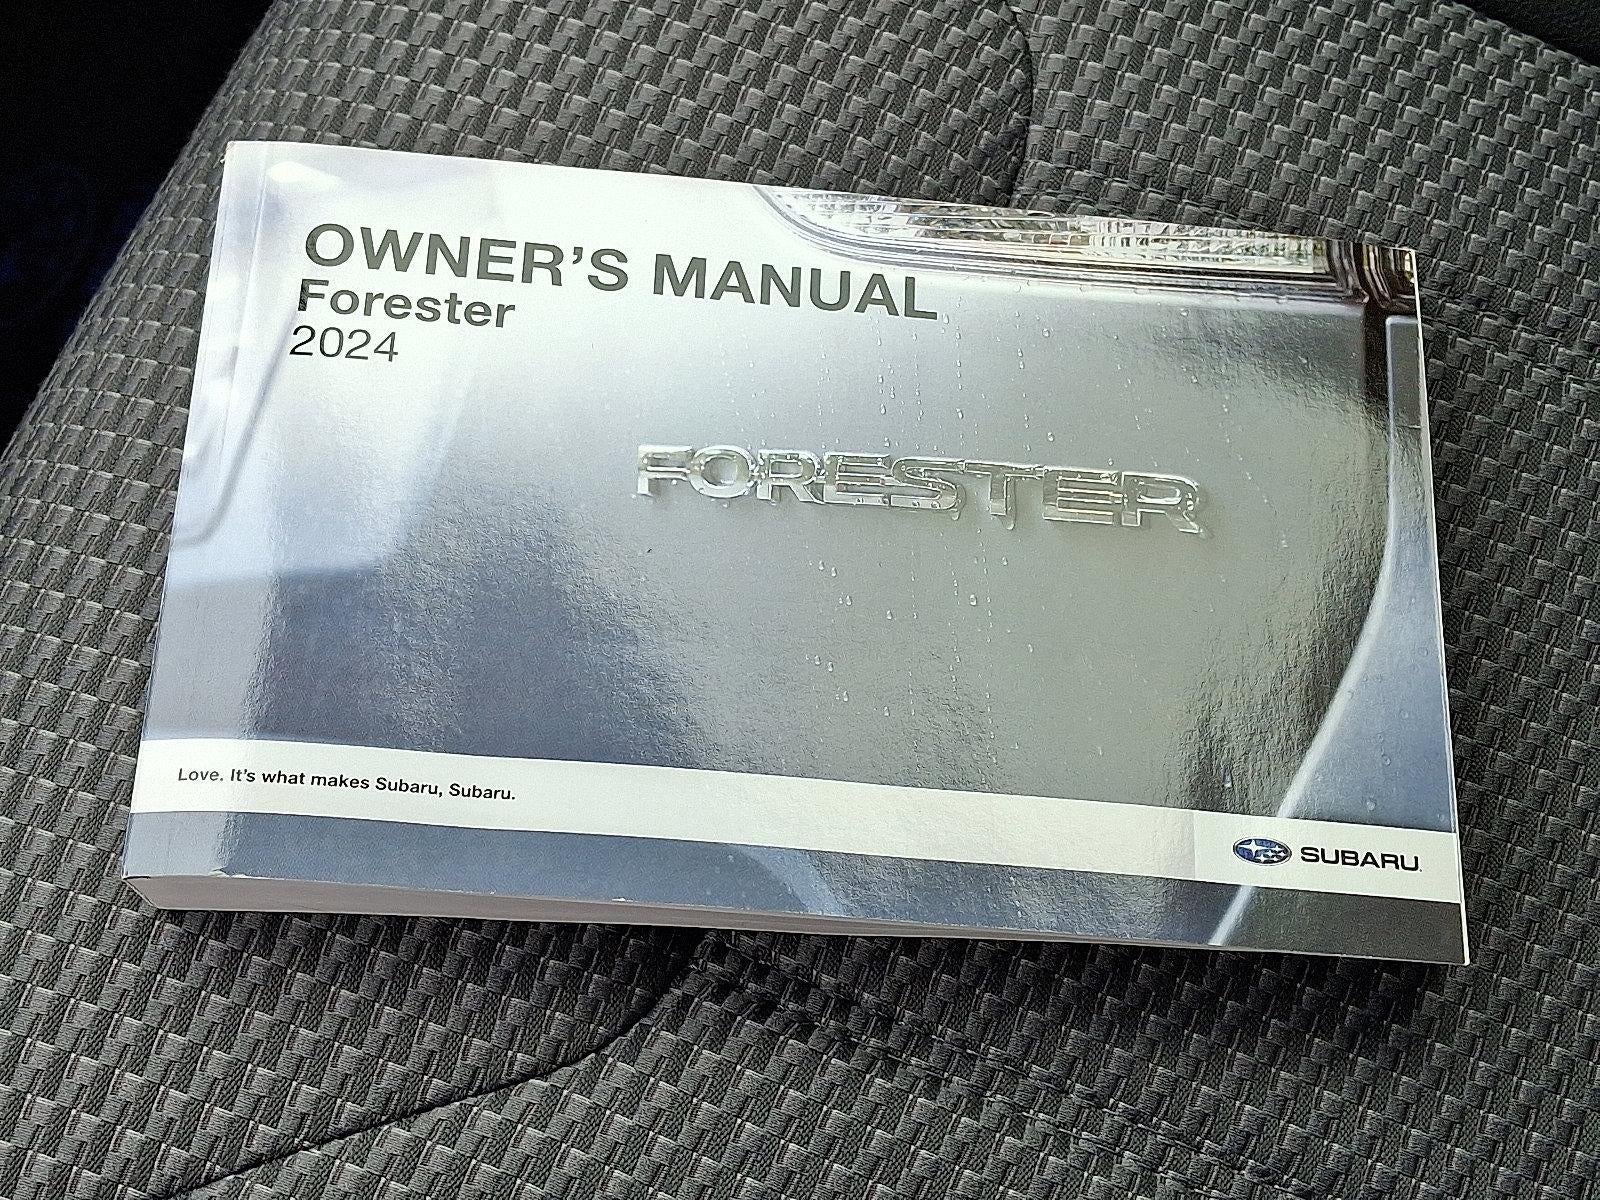 OWNER'S MANUAL
Forester
2024
FORESTER
Love. It's what makes Subaru, Subaru.
SUBARU